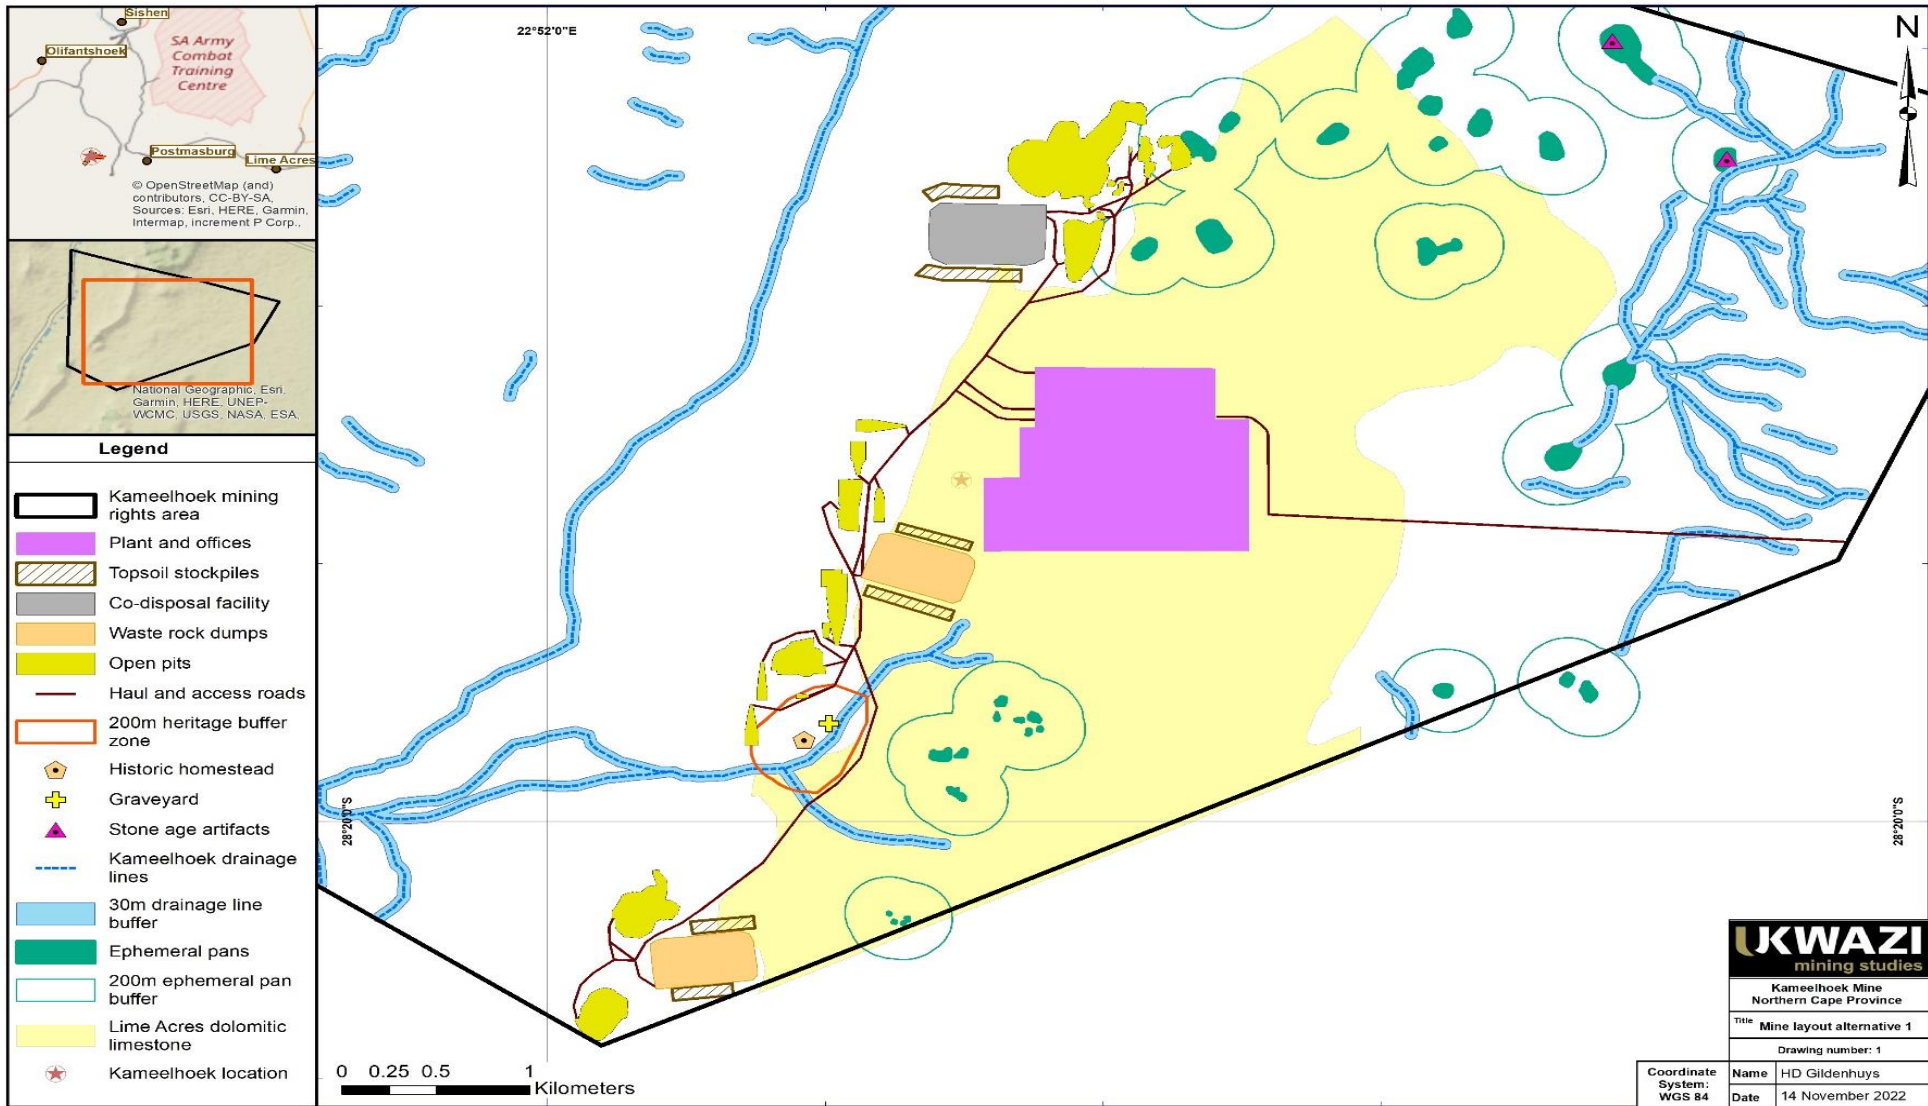 Sishen
Olifantshoek
SA Army
Combat
Training
Centre
Postmasburg
Lime Acres
© OpenStreetMap (and)
contributors, CC-BY-SA,
Sources: Esri, HERE, Garmin,
Intermap, increment P Corp.,
National Geographic, Esri,
Garmin, HERE, UNEP-
WCMC, USGS, NASA, ESA,
Legend
Kameelhoek mining
rights area
Plant and offices
Topsoil stockpiles
Co-disposal facility
Waste rock dumps
Open pits
Haul and access roads
200m heritage buffer
zone
Historic homestead
Graveyard
Stone age artifacts
Kameelhoek drainage
lines
30m drainage line
buffer
Ephemeral pans
200m ephemeral pan
buffer
Lime Acres dolomitic
limestone
Kameelhoek location
22°52'0"E
N
28°20'0"S
28°20'0"S
0 0.25 0.5 1
Kilometers
UKWAZI
mining studies
Kameelhoek Mine
Northern Cape Province
Title Mine layout alternative 1
Drawing number: 1
Coordinate
System:
WGS 84
Name HD Gildenhuys
Date 14 November 2022